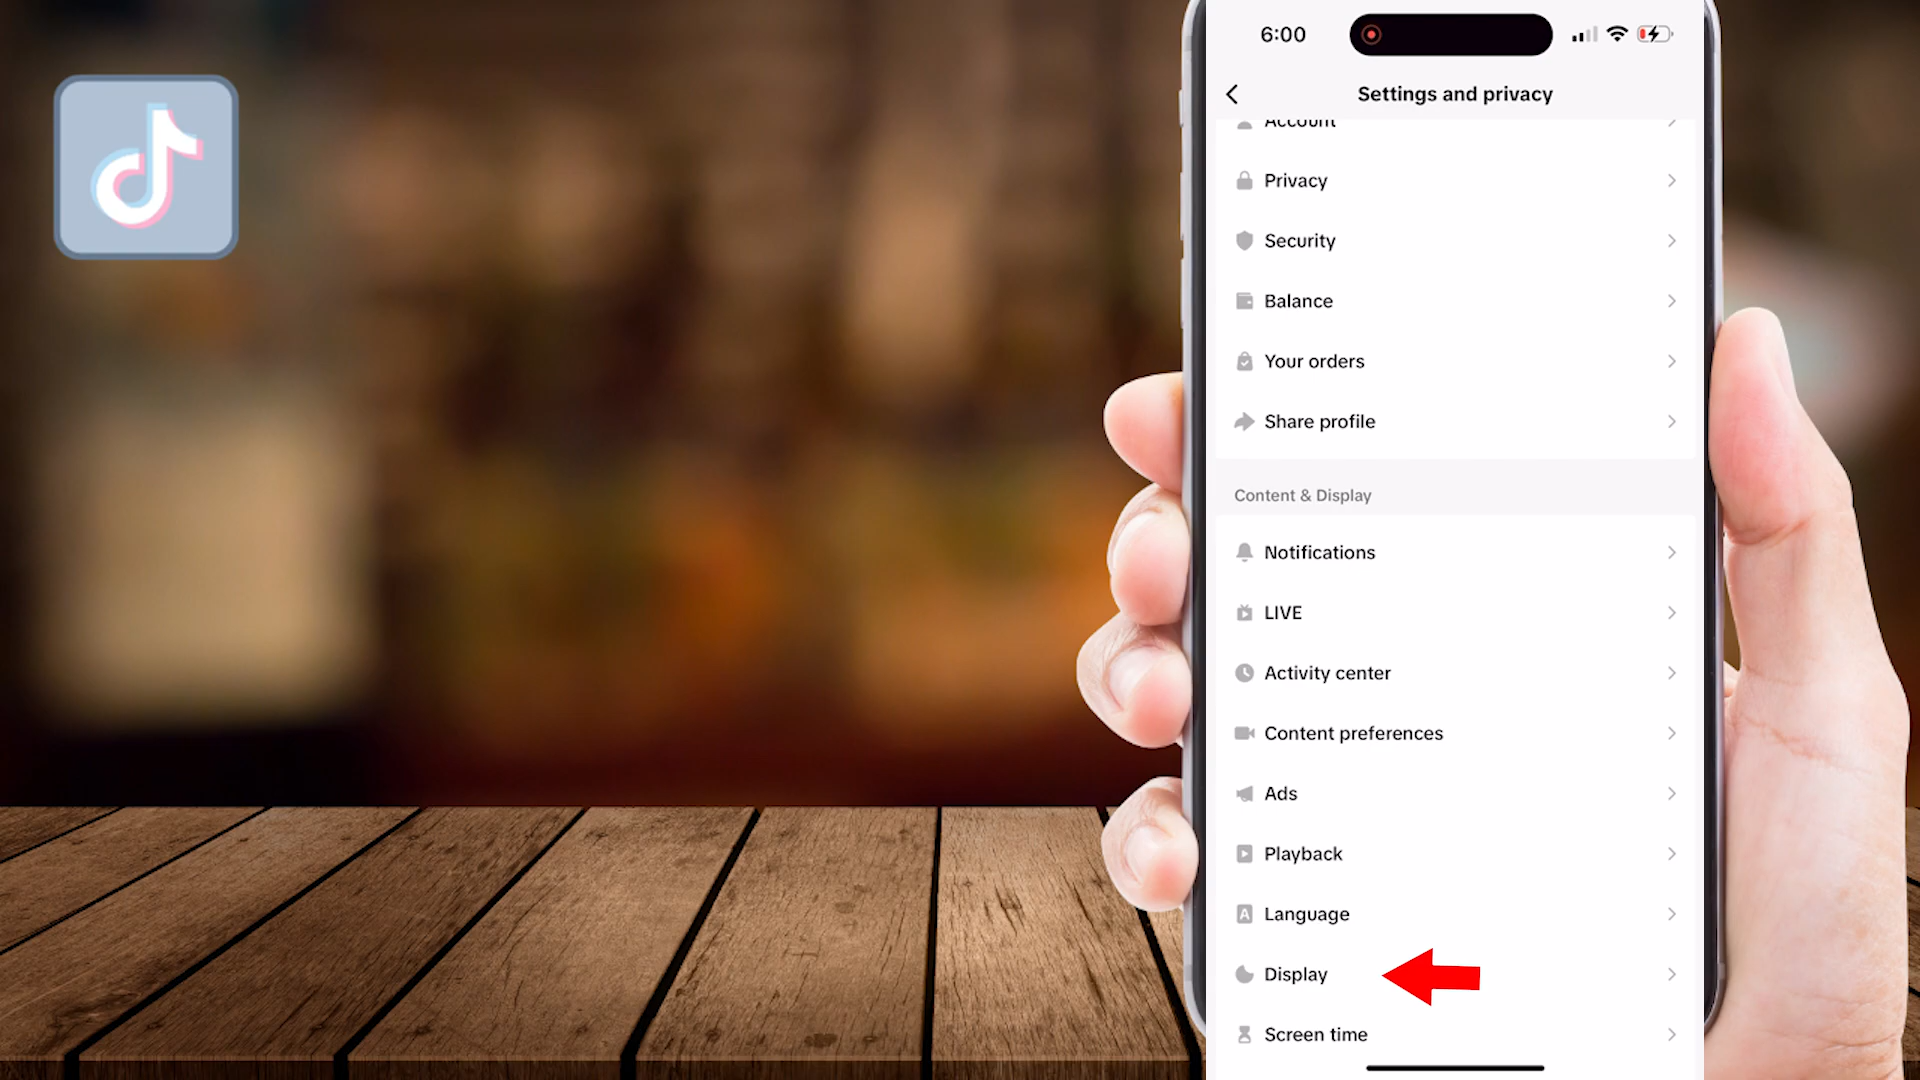 6:00
Settings and privacy
Account
Privacy
Security
Balance
Your orders
Share profile
Content & Display
Notifications
LIVE
Activity center
Content preferences
Ads
Playback
A Language
Display
Screen time